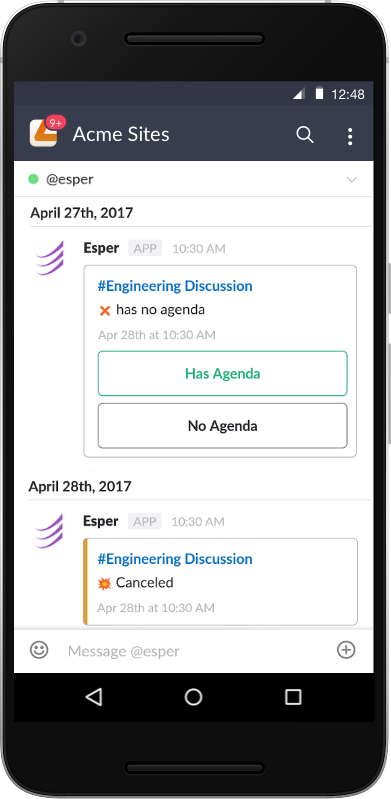 12:48
9+
Acme Sites
@esper
April 27th, 2017
Esper APP 10:30 AM
#Engineering Discussion
has no agenda
Apr 28th at 10:30 AM
Has Agenda
No Agenda
April 28th, 2017
Esper APP 10:30 AM
#Engineering Discussion
Canceled
Apr 28th at 10:30 AM
Message @esper